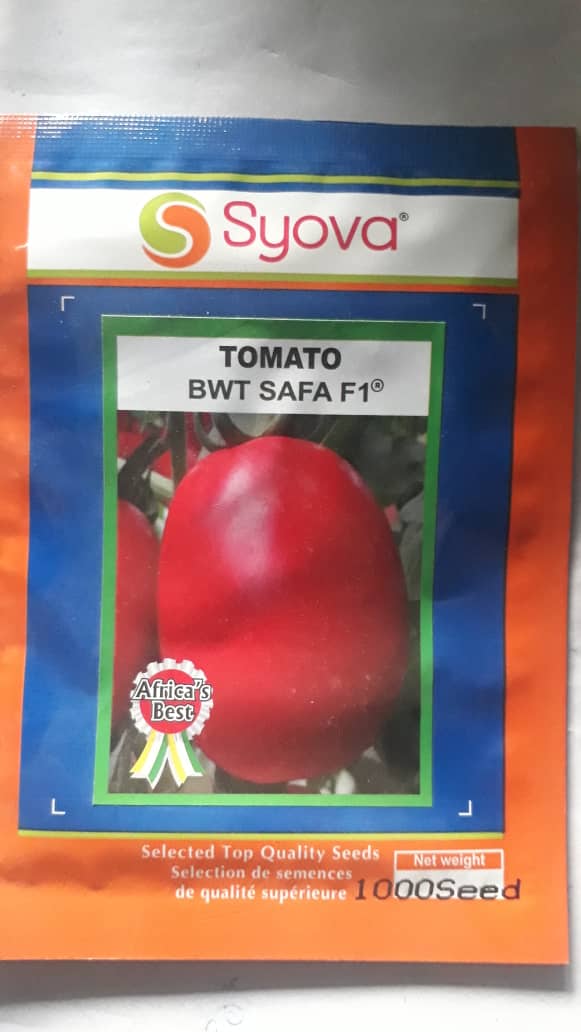 Syova®
TOMATO
BWT SAFA F1®
Africa's
Best
Selected Top Quality Seeds
Selection de semences
de qualité supérieure
Net weight
1000Seed